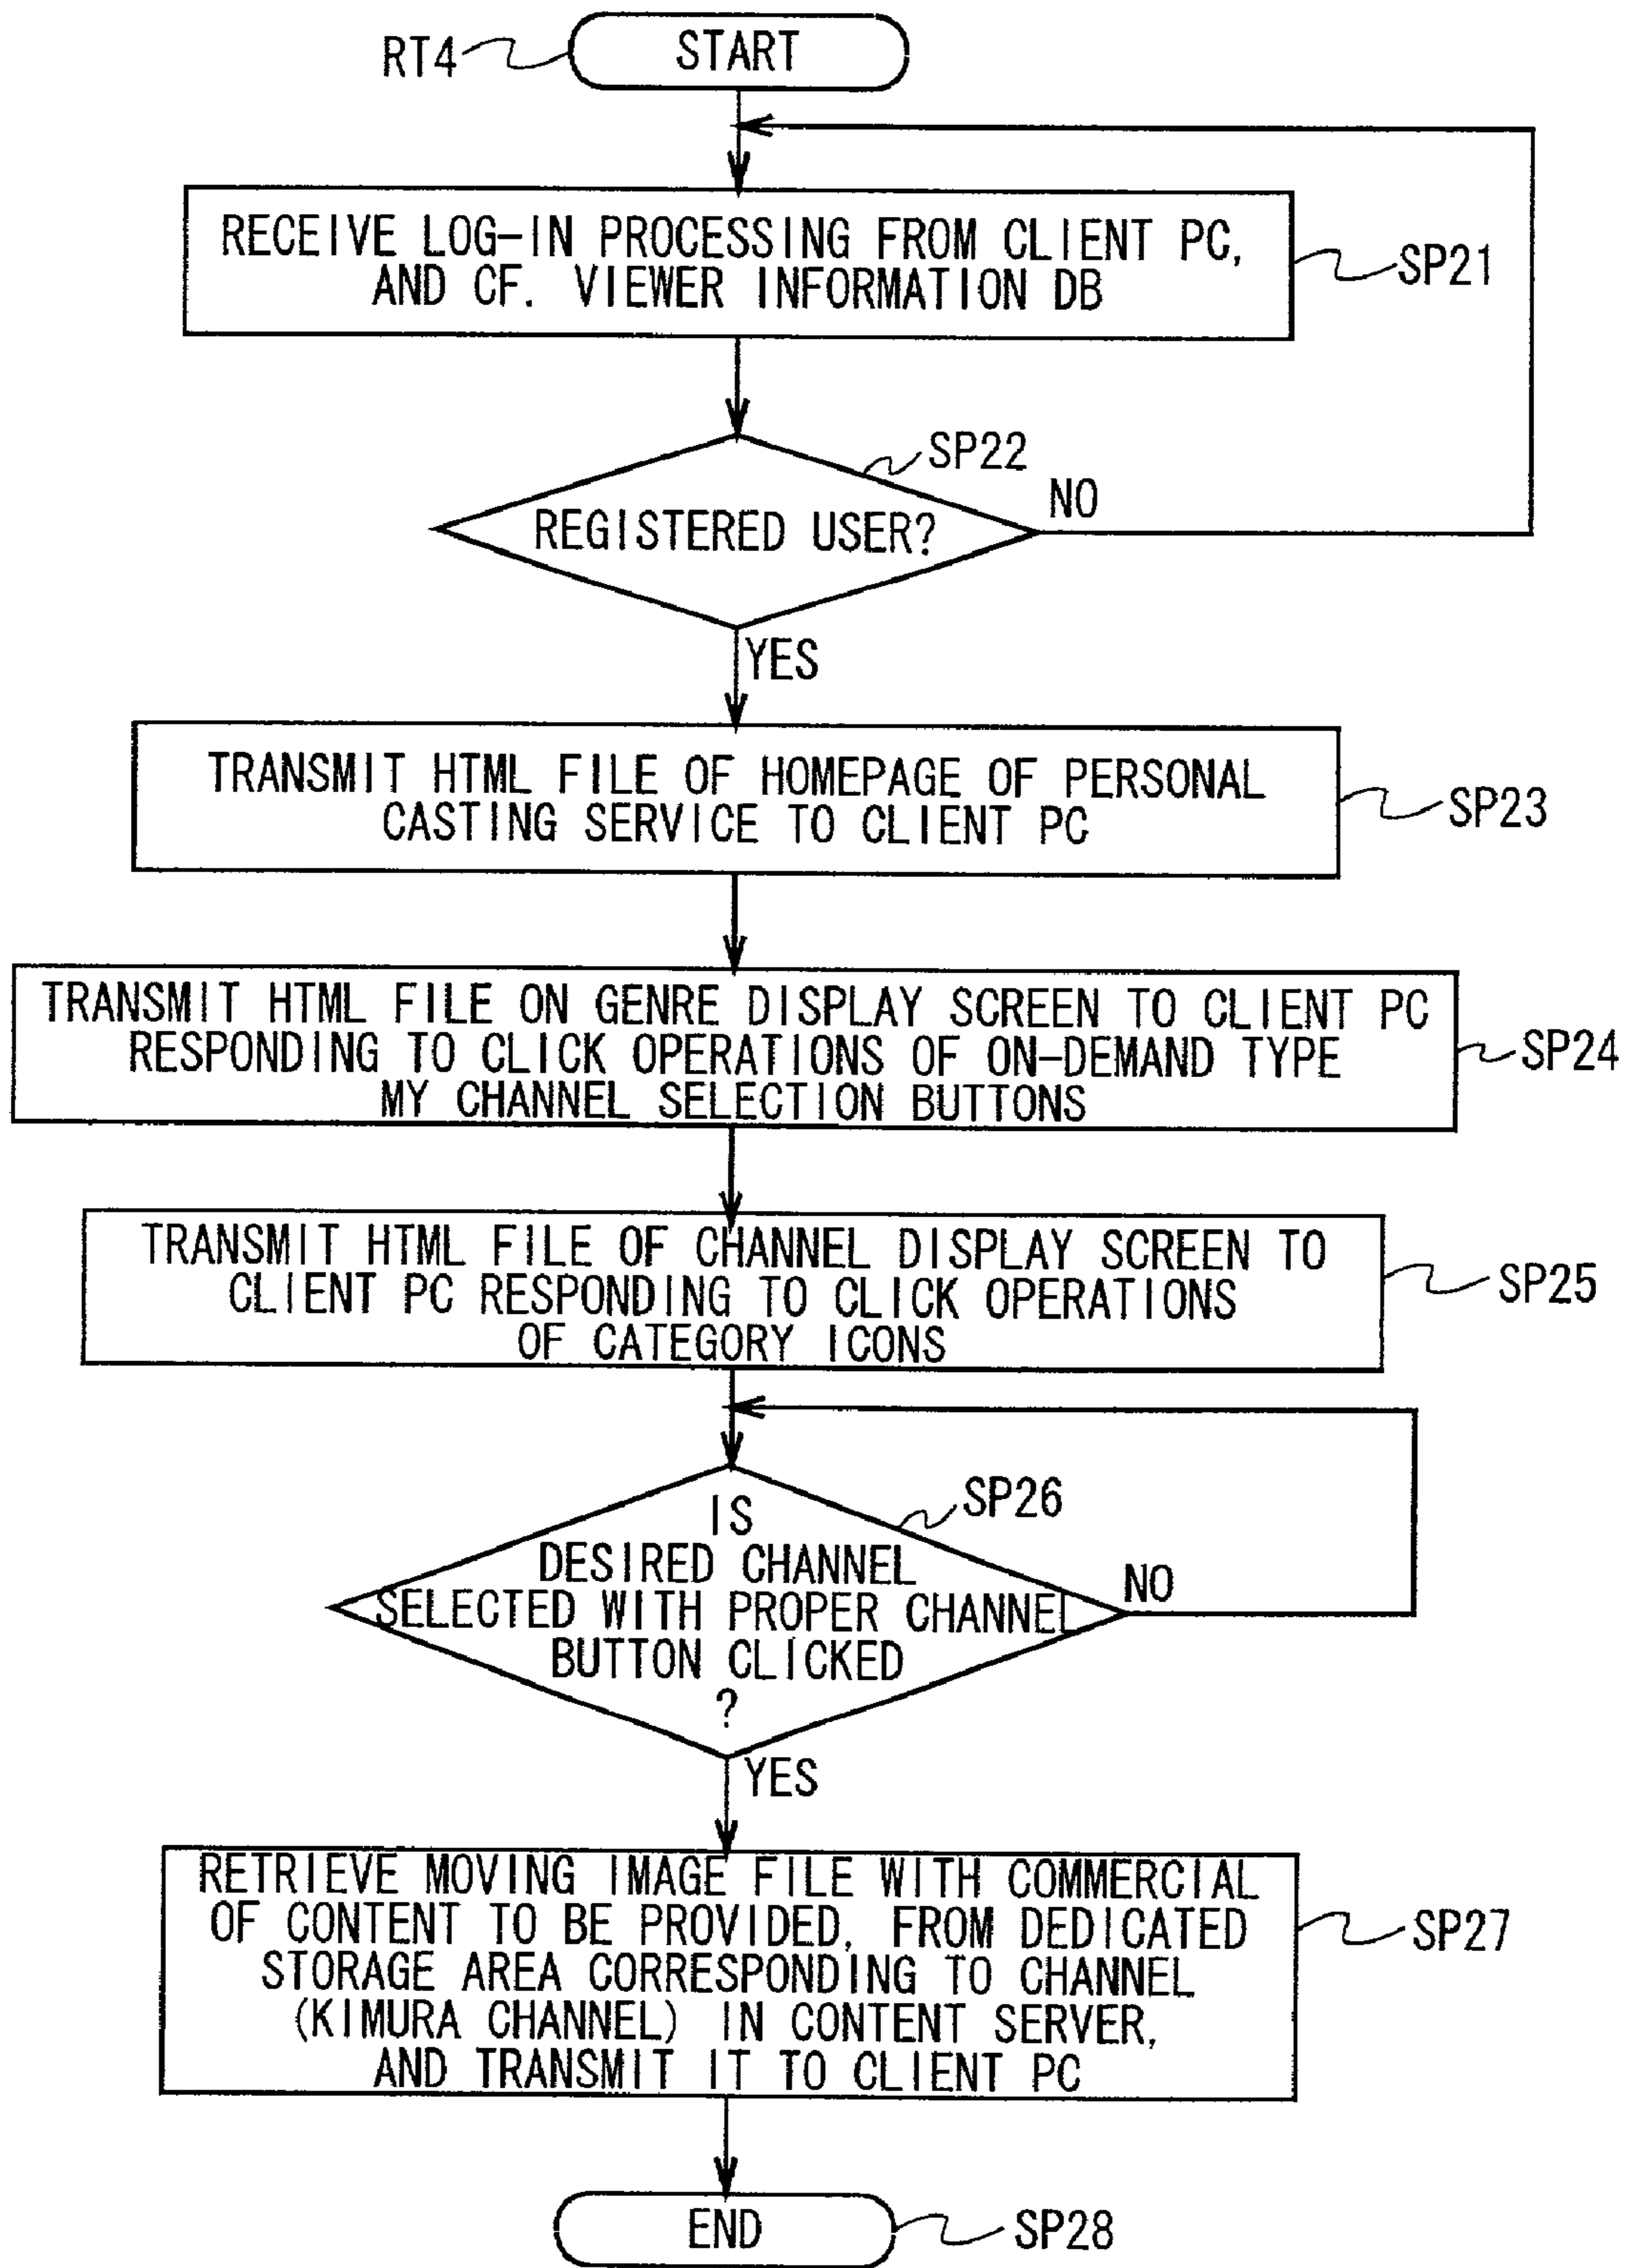 RT4
START
RECEIVE LOG-IN PROCESSING FROM CLIENT PC,
AND CF. VIEWER INFORMATION DB
SP21
SP22
REGISTERED USER?
NO
YES
TRANSMIT HTML FILE OF HOMEPAGE OF PERSONAL
CASTING SERVICE TO CLIENT PC
SP23
TRANSMIT HTML FILE ON GENRE DISPLAY SCREEN TO CLIENT PC
RESPONDING TO CLICK OPERATIONS OF ON-DEMAND TYPE
MY CHANNEL SELECTION BUTTONS
SP24
TRANSMIT HTML FILE OF CHANNEL DISPLAY SCREEN TO
CLIENT PC RESPONDING TO CLICK OPERATIONS
OF CATEGORY ICONS
SP25
SP26
IS
DESIRED CHANNEL
SELECTED WITH PROPER CHANNEL
BUTTON CLICKED
?
NO
YES
RETRIEVE MOVING IMAGE FILE WITH COMMERCIAL
OF CONTENT TO BE PROVIDED, FROM DEDICATED
STORAGE AREA CORRESPONDING TO CHANNEL
(KIMURA CHANNEL) IN CONTENT SERVER,
AND TRANSMIT IT TO CLIENT PC
SP27
END
SP28